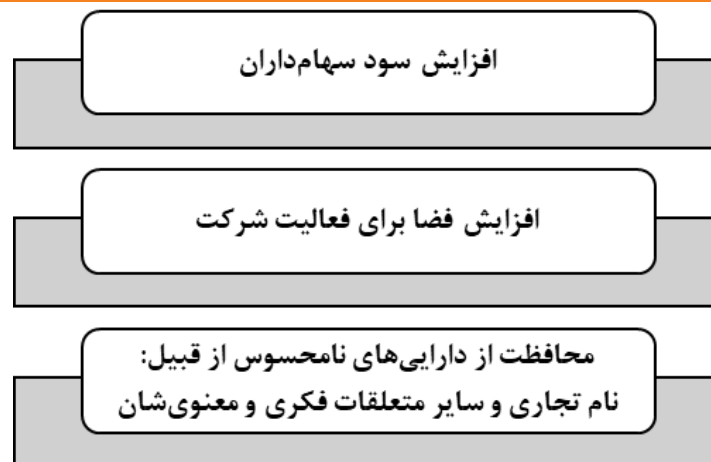 افزایش سود سهام‌داران
افزایش فضا برای فعالیت شرکت
محافظت از دارایی‌های نامحسوس از قبیل:
نام تجاری و سایر متعلقات فکری و معنوی‌شان